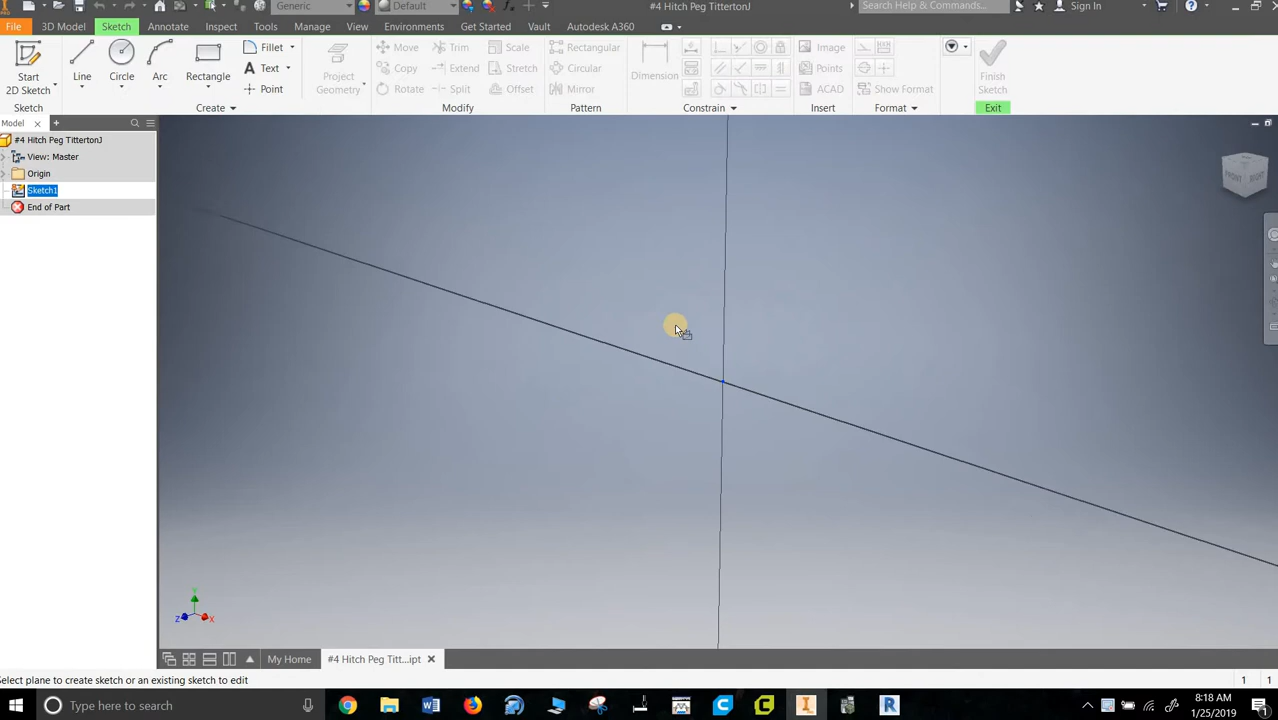 Generic
Default
#4 Hitch Peg TittertonJ
Search Help & Commands...
Sign In
File
3D Model
Sketch
Annotate
Inspect
Tools
Manage
View
Environments
Get Started
Vault
Autodesk A360
Start
2D Sketch
Line
Circle
Arc
Rectangle
Fillet
Text
Point
Project
Geometry
Move
Copy
Rotate
Trim
Extend
Split
Scale
Stretch
Offset
Rectangular
Circular
Mirror
Dimension
Image
Points
ACAD
Show Format
Finish
Sketch
Sketch
Create
Modify
Pattern
Constrain
Insert
Format
Exit
Model
#4 Hitch Peg TittertonJ
View: Master
Origin
Sketch1
End of Part
FRONT
RIGHT
Y
Z
X
My Home
#4 Hitch Peg Titt...ipt
Select plane to create sketch or an existing sketch to edit
1
1
Type here to search
8:18 AM
1/25/2019